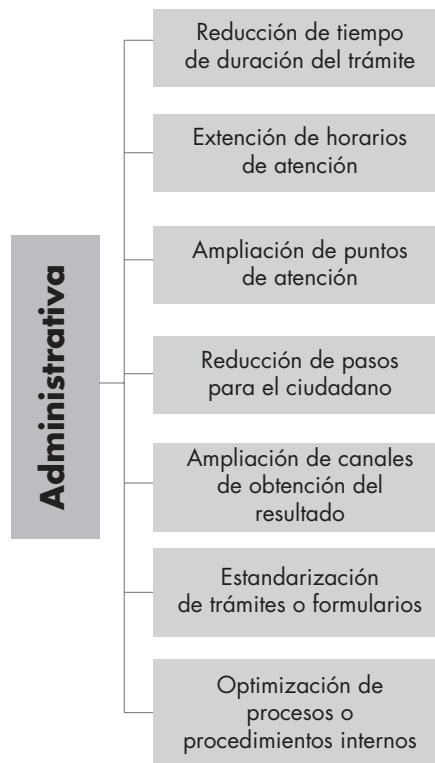 Administrativa
Reducción de tiempo
de duración del trámite
Extención de horarios
de atención
Ampliación de puntos
de atención
Reducción de pasos
para el ciudadano
Ampliación de canales
de obtención del
resultado
Estandarización
de trámites o formularios
Optimización de
procesos o
procedimientos internos